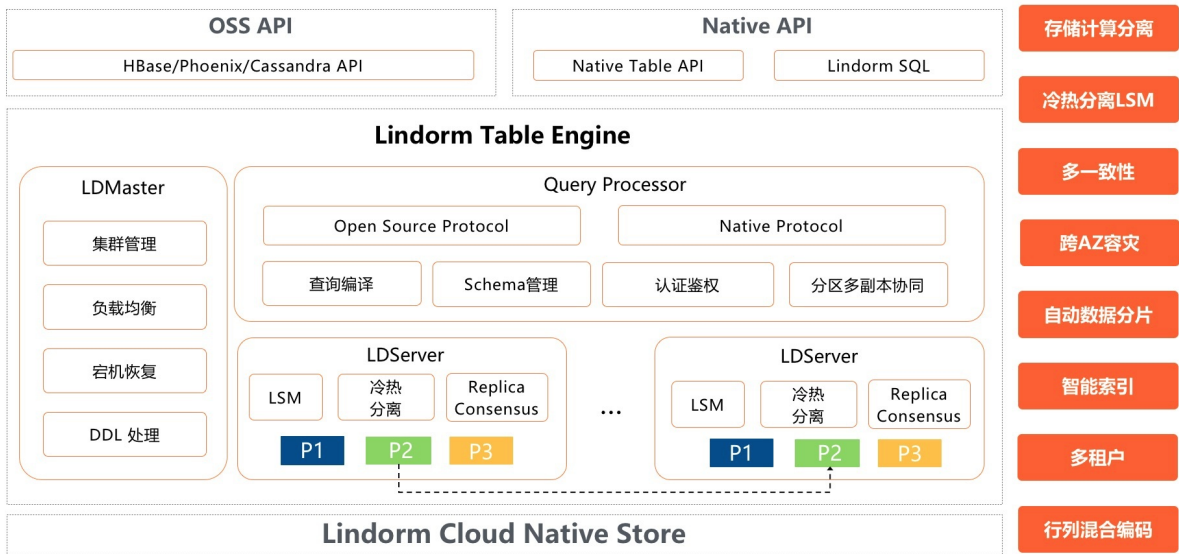 OSS API
HBase/Phoenix/Cassandra API
Native API
Native Table API
Lindorm SQL
Lindorm Table Engine
LDMaster
集群管理
负载均衡
宕机恢复
DDL 处理
Query Processor
Open Source Protocol
Native Protocol
查询编译
Schema管理
认证鉴权
分区多副本协同
LDServer
LSM
冷热
分离
Replica
Consensus
P1
P2
P3
...
LDServer
LSM
冷热
分离
Replica
Consensus
P1
P2
P3
Lindorm Cloud Native Store
存储计算分离
冷热分离LSM
多一致性
跨AZ容灾
自动数据分片
智能索引
多租户
行列混合编码